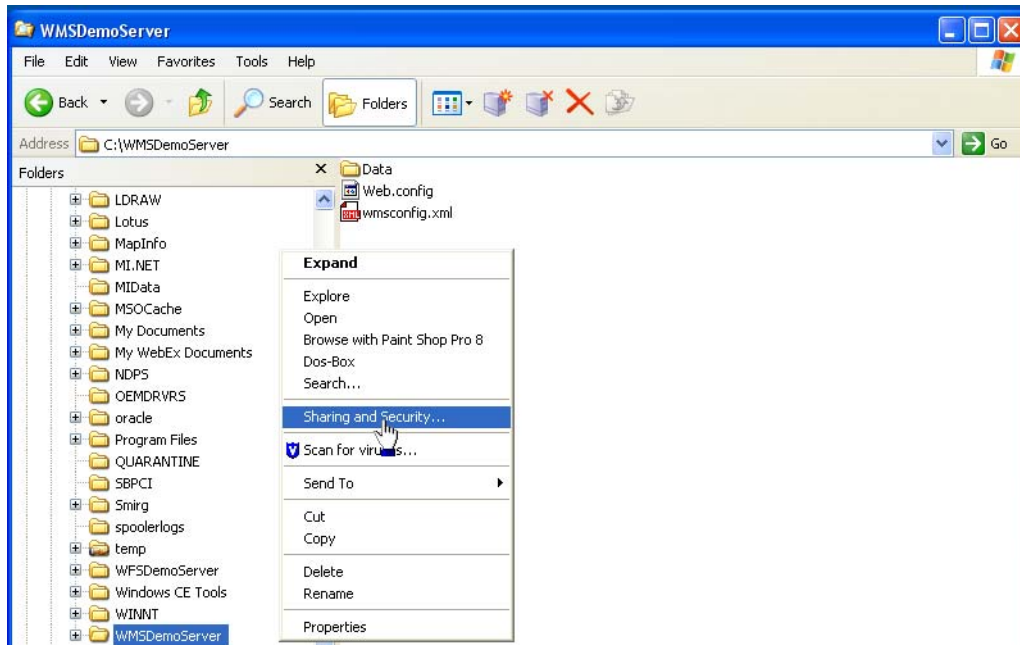 WMSDemoServer
File Edit View Favorites Tools Help
Back Search Folders
Address C:\WMSDemoServer Go
Folders
Data
Web.config
wmsconfig.xml
LDRAW
Lotus
MapInfo
MI.NET
MIData
MSOCache
My Documents
My WebEx Documents
NDPS
OEMDRVRS
oracle
Program Files
QUARANTINE
SBPCI
Smirg
spoolerlogs
temp
WFSDemoServer
Windows CE Tools
WINNT
WMSDemoServer
Expand
Explore
Open
Browse with Paint Shop Pro 8
Dos-Box
Search...
Sharing and Security...
Scan for viruses...
Send To
Cut
Copy
Delete
Rename
Properties